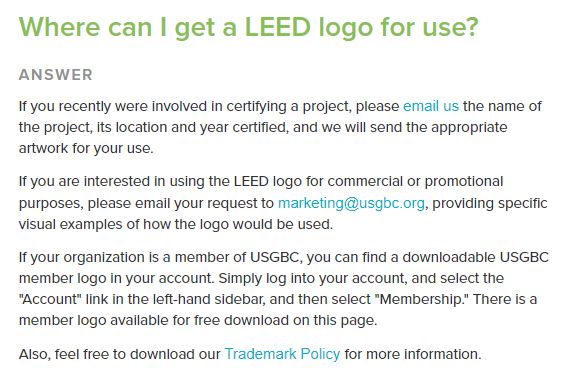 Where can I get a LEED logo for use?
ANSWER
If you recently were involved in certifying a project, please email us the name of
the project, its location and year certified, and we will send the appropriate
artwork for your use.
If you are interested in using the LEED logo for commercial or promotional
purposes, please email your request to marketing@usgbc.org, providing specific
visual examples of how the logo would be used.
If your organization is a member of USGBC, you can find a downloadable USGBC
member logo in your account. Simply log into your account, and select the
"Account" link in the left-hand sidebar, and then select "Membership." There is a
member logo available for free download on this page.
Also, feel free to download our Trademark Policy for more information.